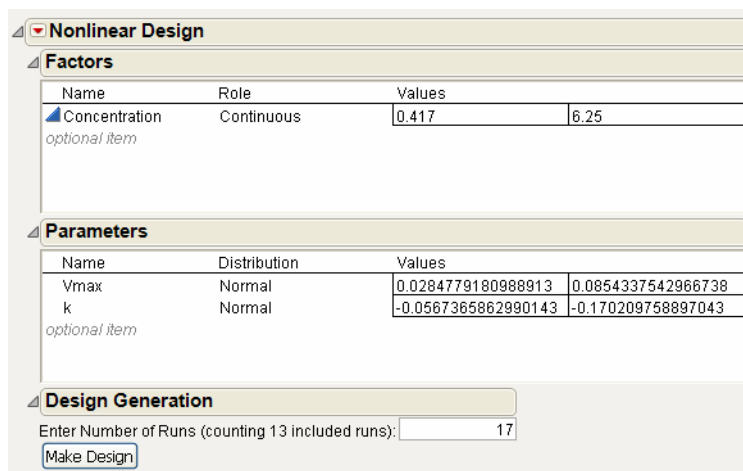 Nonlinear Design
Factors
Name Role Values
Concentration Continuous 0.417 6.25
optional item
Parameters
Name Distribution Values
Vmax Normal 0.0284779180988913 0.0854337542966738
k Normal -0.0567365862990143 -0.170209758897043
optional item
Design Generation
Enter Number of Runs (counting 13 included runs): 17
Make Design